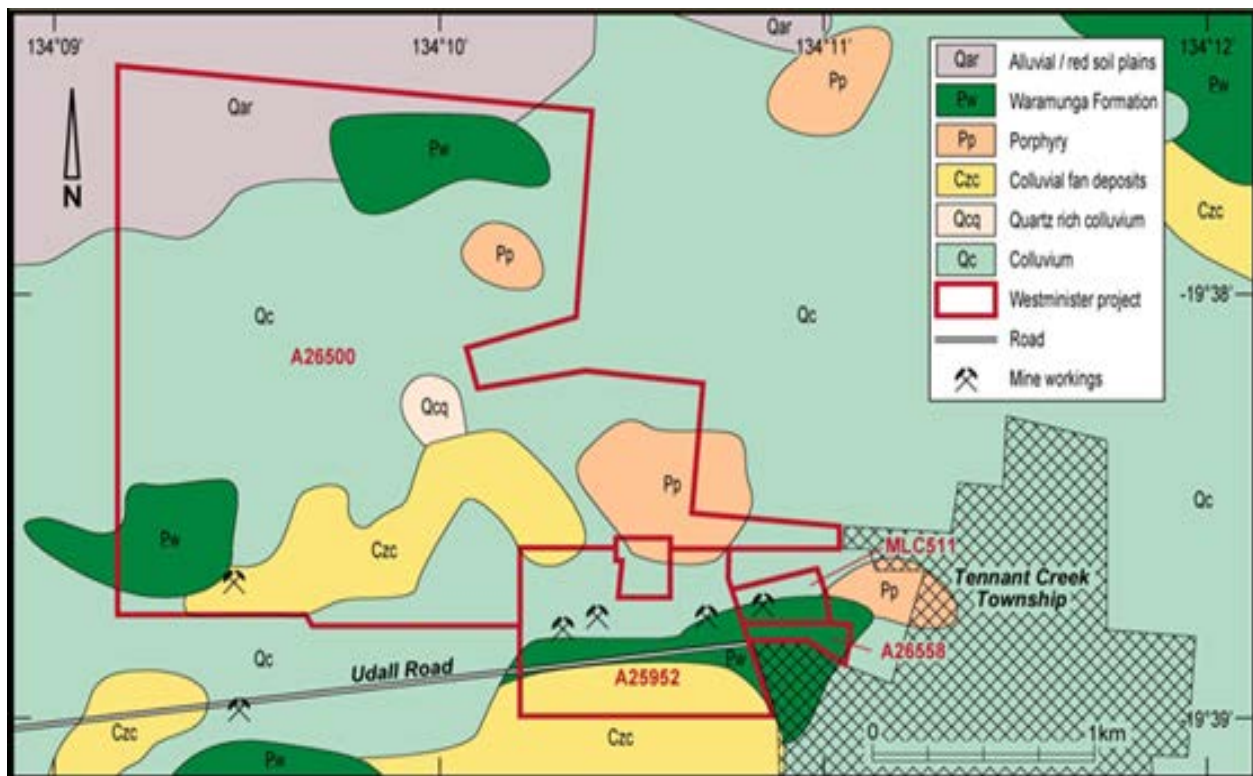 134°09'
134°10'
134°11'
134°12'
Qar
Qar
Pw
Pp
Pw
Pp
Czc
Qc
A26500
Qc
-19°38'
Qcq
Pp
Pw
Czc
Qc
MLC511
Pp
Tennant Creek
Township
Qc
Udall Road
A25952
Pw
A26558
Czc
Czc
Pw
-19°39'
0
1km
N
Qar Alluvial / red soil plains
Pw Waramunga Formation
Pp Porphyry
Czc Colluvial fan deposits
Qcq Quartz rich colluvium
Qc Colluvium
Westminister project
Road
Mine workings